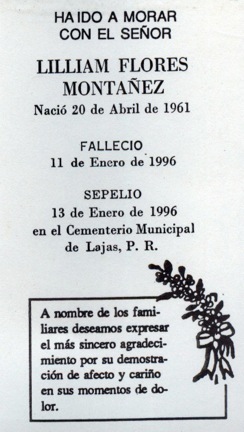 HA IDO A MORAR
CON EL SEÑOR
LILLIAM FLORES
MONTAÑEZ
Nació 20 de Abril de 1961
FALLECIO
11 de Enero de 1996
SEPELIO
13 de Enero de 1996
en el Cementerio Municipal
de Lajas, P. R.
A nombre de los fami-
liares deseamos expresar
el más sincero agradeci-
miento por su demostra-
ción de afecto y cariño
en sus momentos de do-
lor.